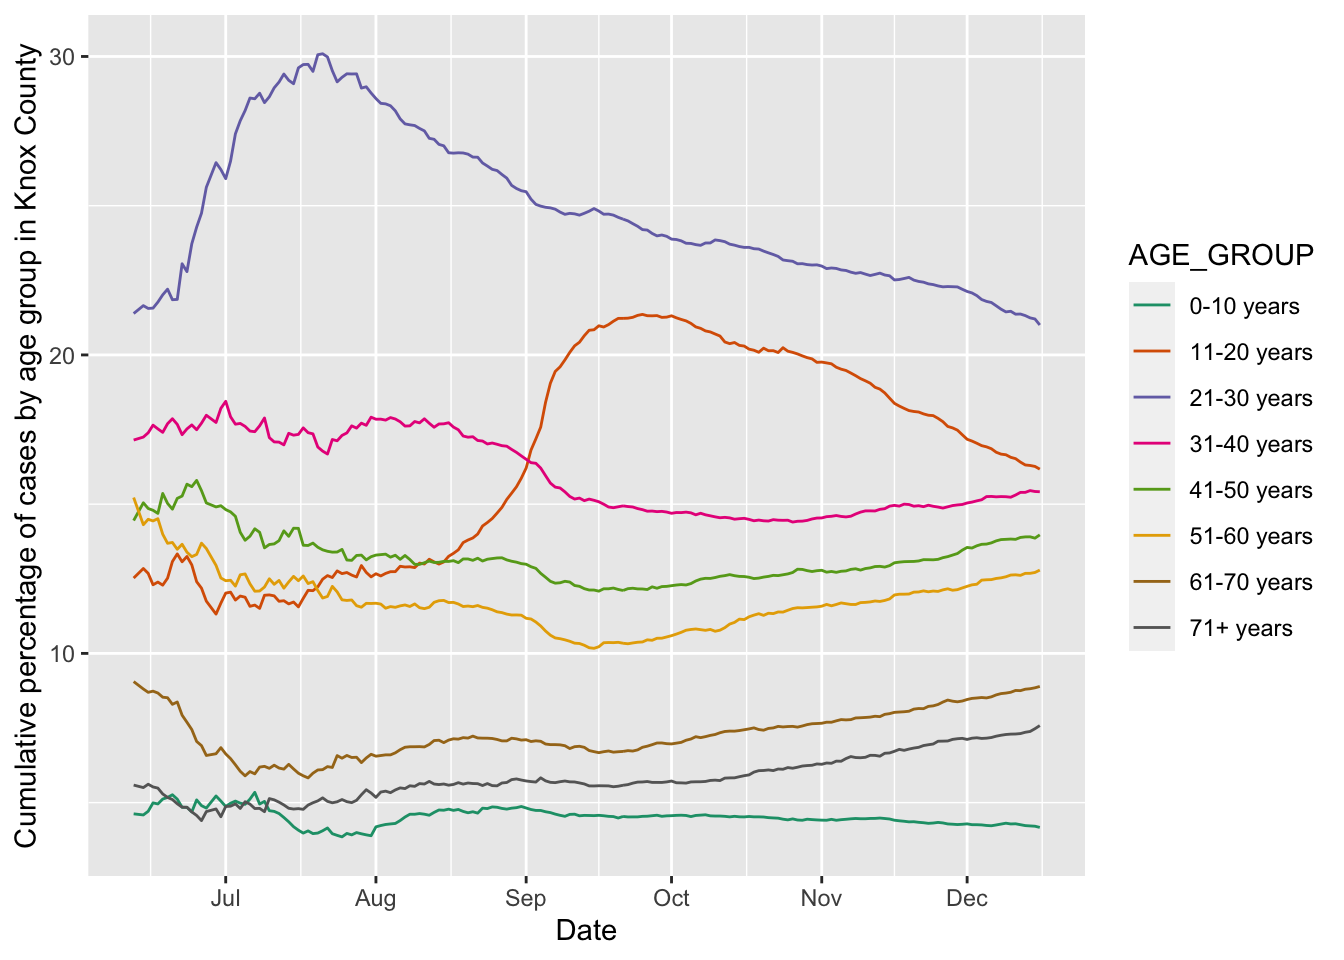 Cumulative percentage of cases by age group in Knox County
30
20
10
Jul Aug Sep Oct Nov Dec
Date
AGE_GROUP
0-10 years
11-20 years
21-30 years
31-40 years
41-50 years
51-60 years
61-70 years
71+ years